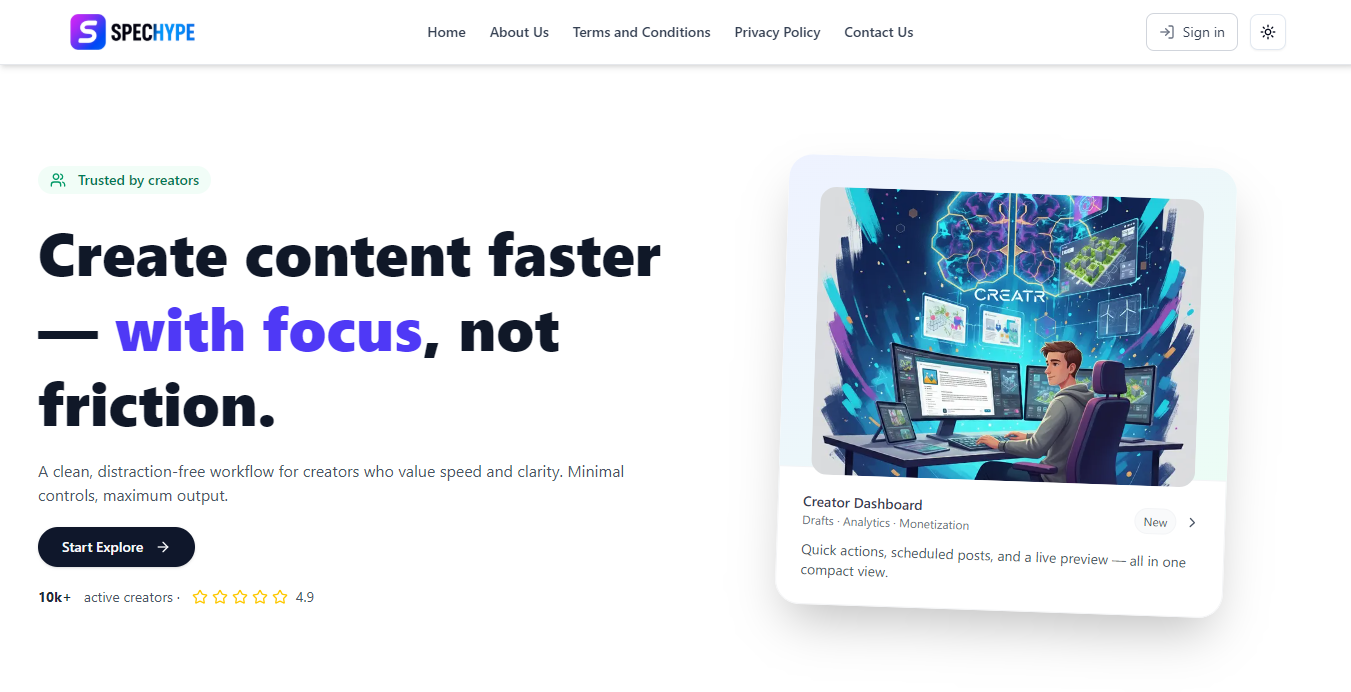 SPECHYPE
Home
About Us
Terms and Conditions
Privacy Policy
Contact Us
Sign in
Trusted by creators
Create content faster
— with focus, not
friction.
A clean, distraction-free workflow for creators who value speed and clarity. Minimal
controls, maximum output.
Start Explore
10k+ active creators · 4.9
CREATR
Creator Dashboard
Drafts · Analytics · Monetization
New
Quick actions, scheduled posts, and a live preview — all in one
compact view.